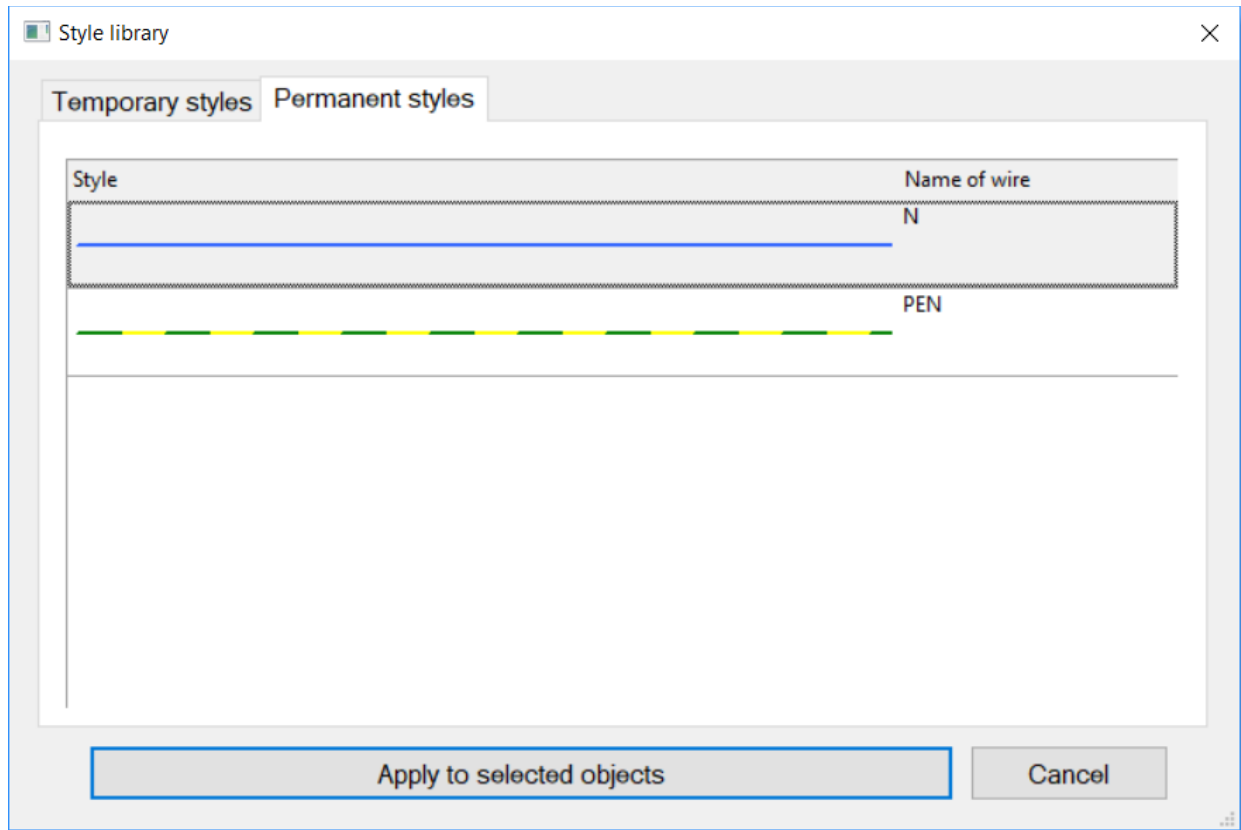 Style library
Temporary styles Permanent styles
Style Name of wire
N
PEN
Apply to selected objects Cancel